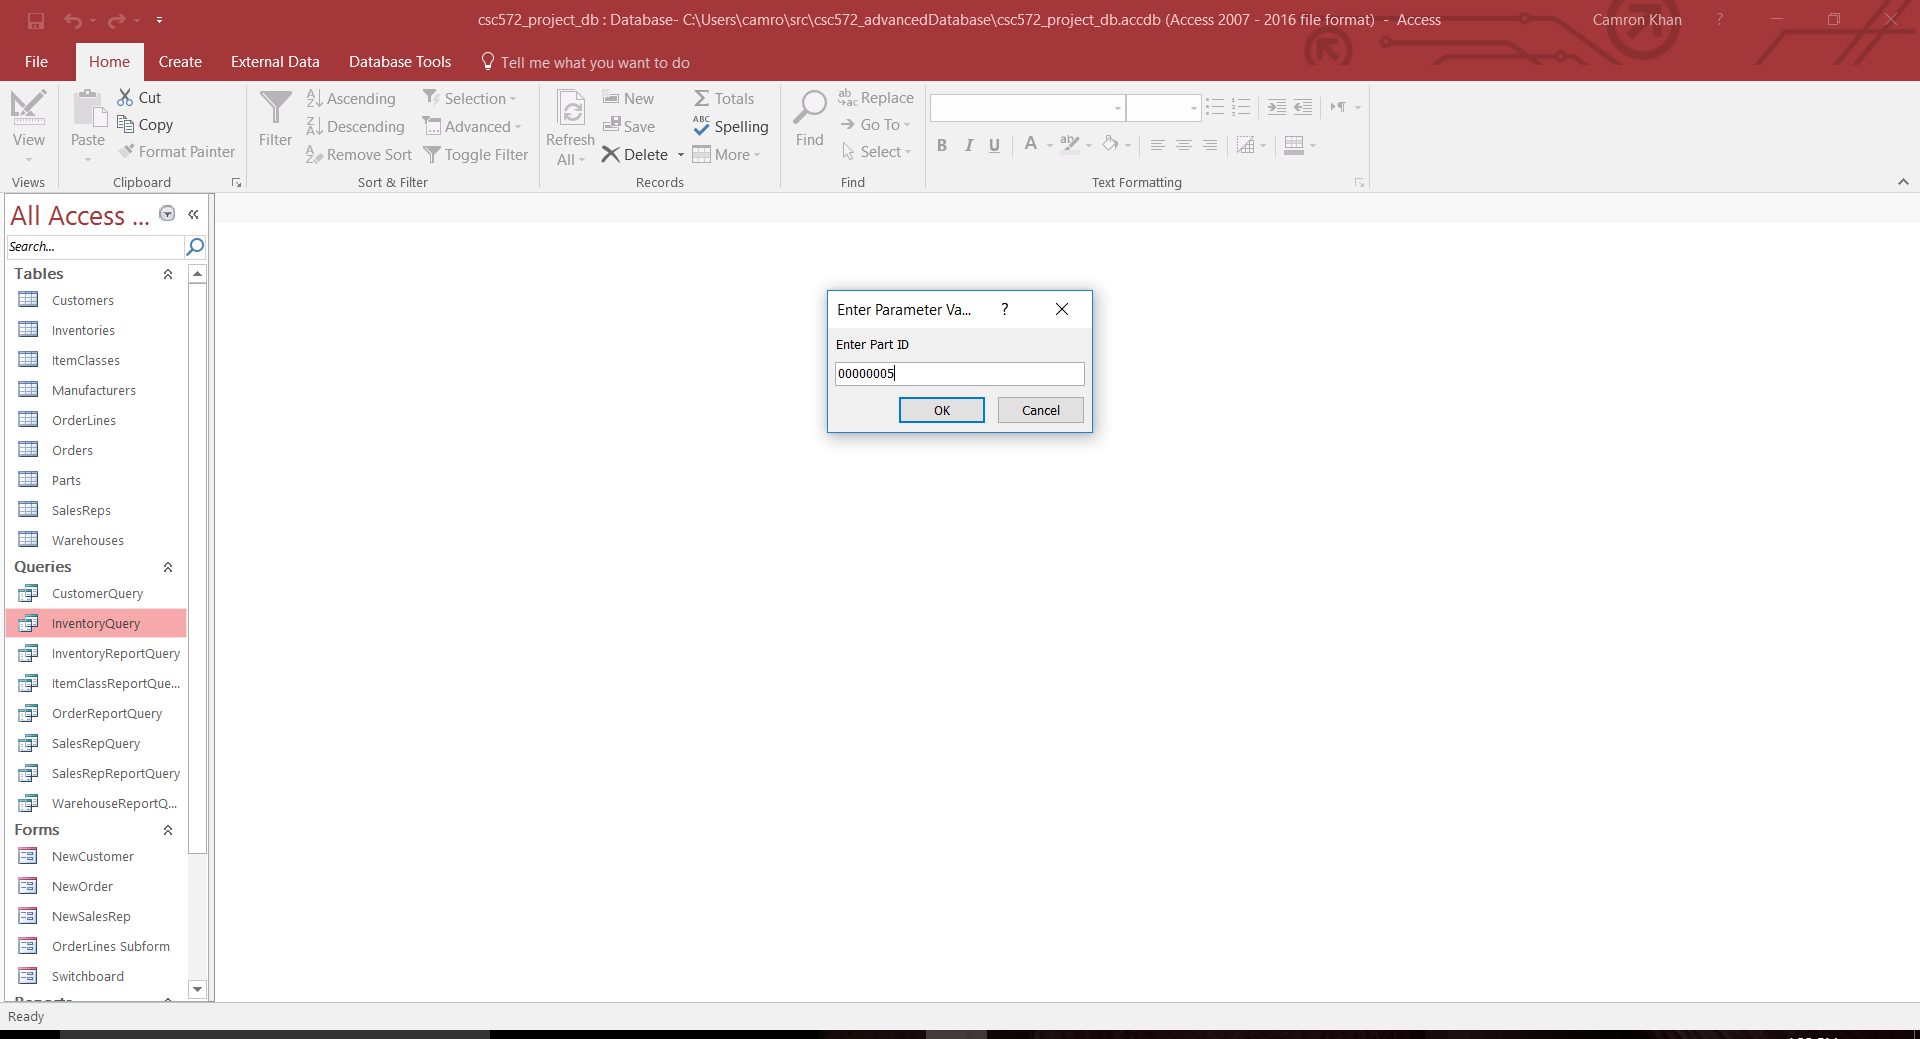 csc572_project_db : Database- C:\Users\camro\src\csc572_advancedDatabase\csc572_project_db.accdb (Access 2007 - 2016 file format) - Access
Camron Khan
?
File
Home
Create
External Data
Database Tools
Tell me what you want to do
View
Views
Paste
Cut
Copy
Format Painter
Clipboard
Filter
Ascending
Descending
Remove Sort
Selection
Advanced
Toggle Filter
Sort & Filter
Refresh
All
New
Save
Delete
Totals
Spelling
More
Records
Find
Replace
Go To
Select
Find
B I U A
Text Formatting
All Access ...
Search...
Tables
Customers
Inventories
ItemClasses
Manufacturers
OrderLines
Orders
Parts
SalesReps
Warehouses
Queries
CustomerQuery
InventoryQuery
InventoryReportQuery
ItemClassReportQue...
OrderReportQuery
SalesRepQuery
SalesRepReportQuery
WarehouseReportQ...
Forms
NewCustomer
NewOrder
NewSalesRep
OrderLines Subform
Switchboard
Reports
Enter Parameter Va...
?
Enter Part ID
00000005
OK
Cancel
Ready